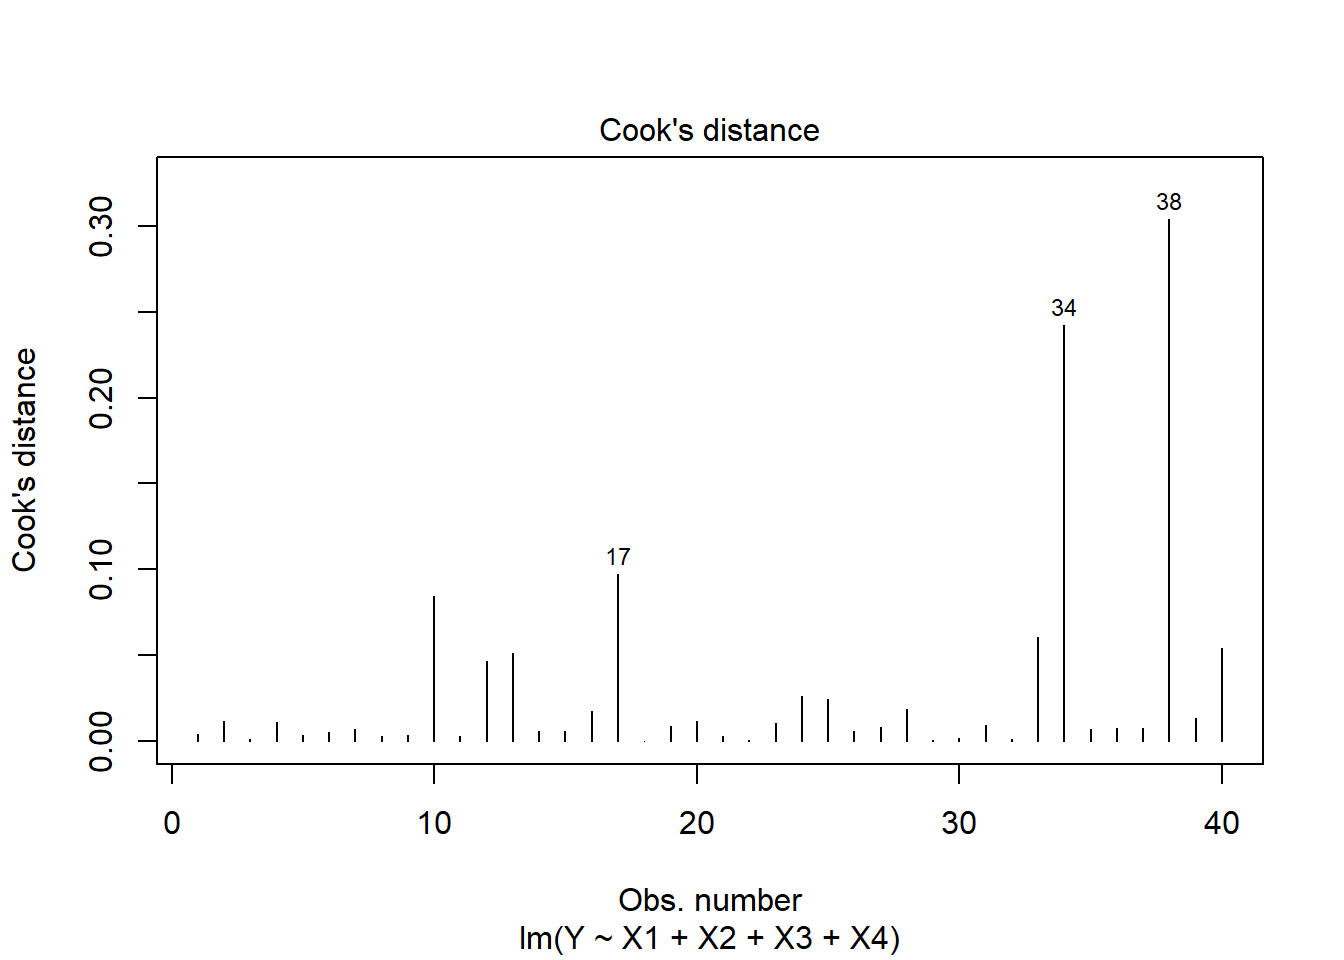 Cook's distance
38
0.30
34
0.20
Cook's distance
17
0.10
0.00
0 10 20 30 40
Obs. number
lm(Y ~ X1 + X2 + X3 + X4)